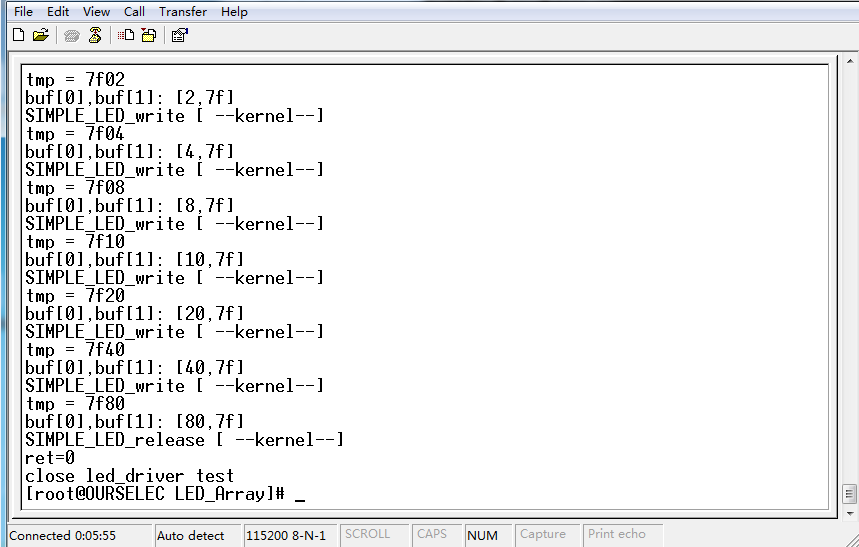 File Edit View Call Transfer Help
tmp = 7f02
buf[0],buf[1]: [2,7f]
SIMPLE_LED_write [ --kernel--]
tmp = 7f04
buf[0],buf[1]: [4,7f]
SIMPLE_LED_write [ --kernel--]
tmp = 7f08
buf[0],buf[1]: [8,7f]
SIMPLE_LED_write [ --kernel--]
tmp = 7f10
buf[0],buf[1]: [10,7f]
SIMPLE_LED_write [ --kernel--]
tmp = 7f20
buf[0],buf[1]: [20,7f]
SIMPLE_LED_write [ --kernel--]
tmp = 7f40
buf[0],buf[1]: [40,7f]
SIMPLE_LED_write [ --kernel--]
tmp = 7f80
buf[0],buf[1]: [80,7f]
SIMPLE_LED_release [ --kernel--]
ret=0
close led_driver test
[root@OURSELEC LED_Array]# _
Connected 0:05:55 Auto detect 115200 8-N-1 SCROLL CAPS NUM Capture Print echo